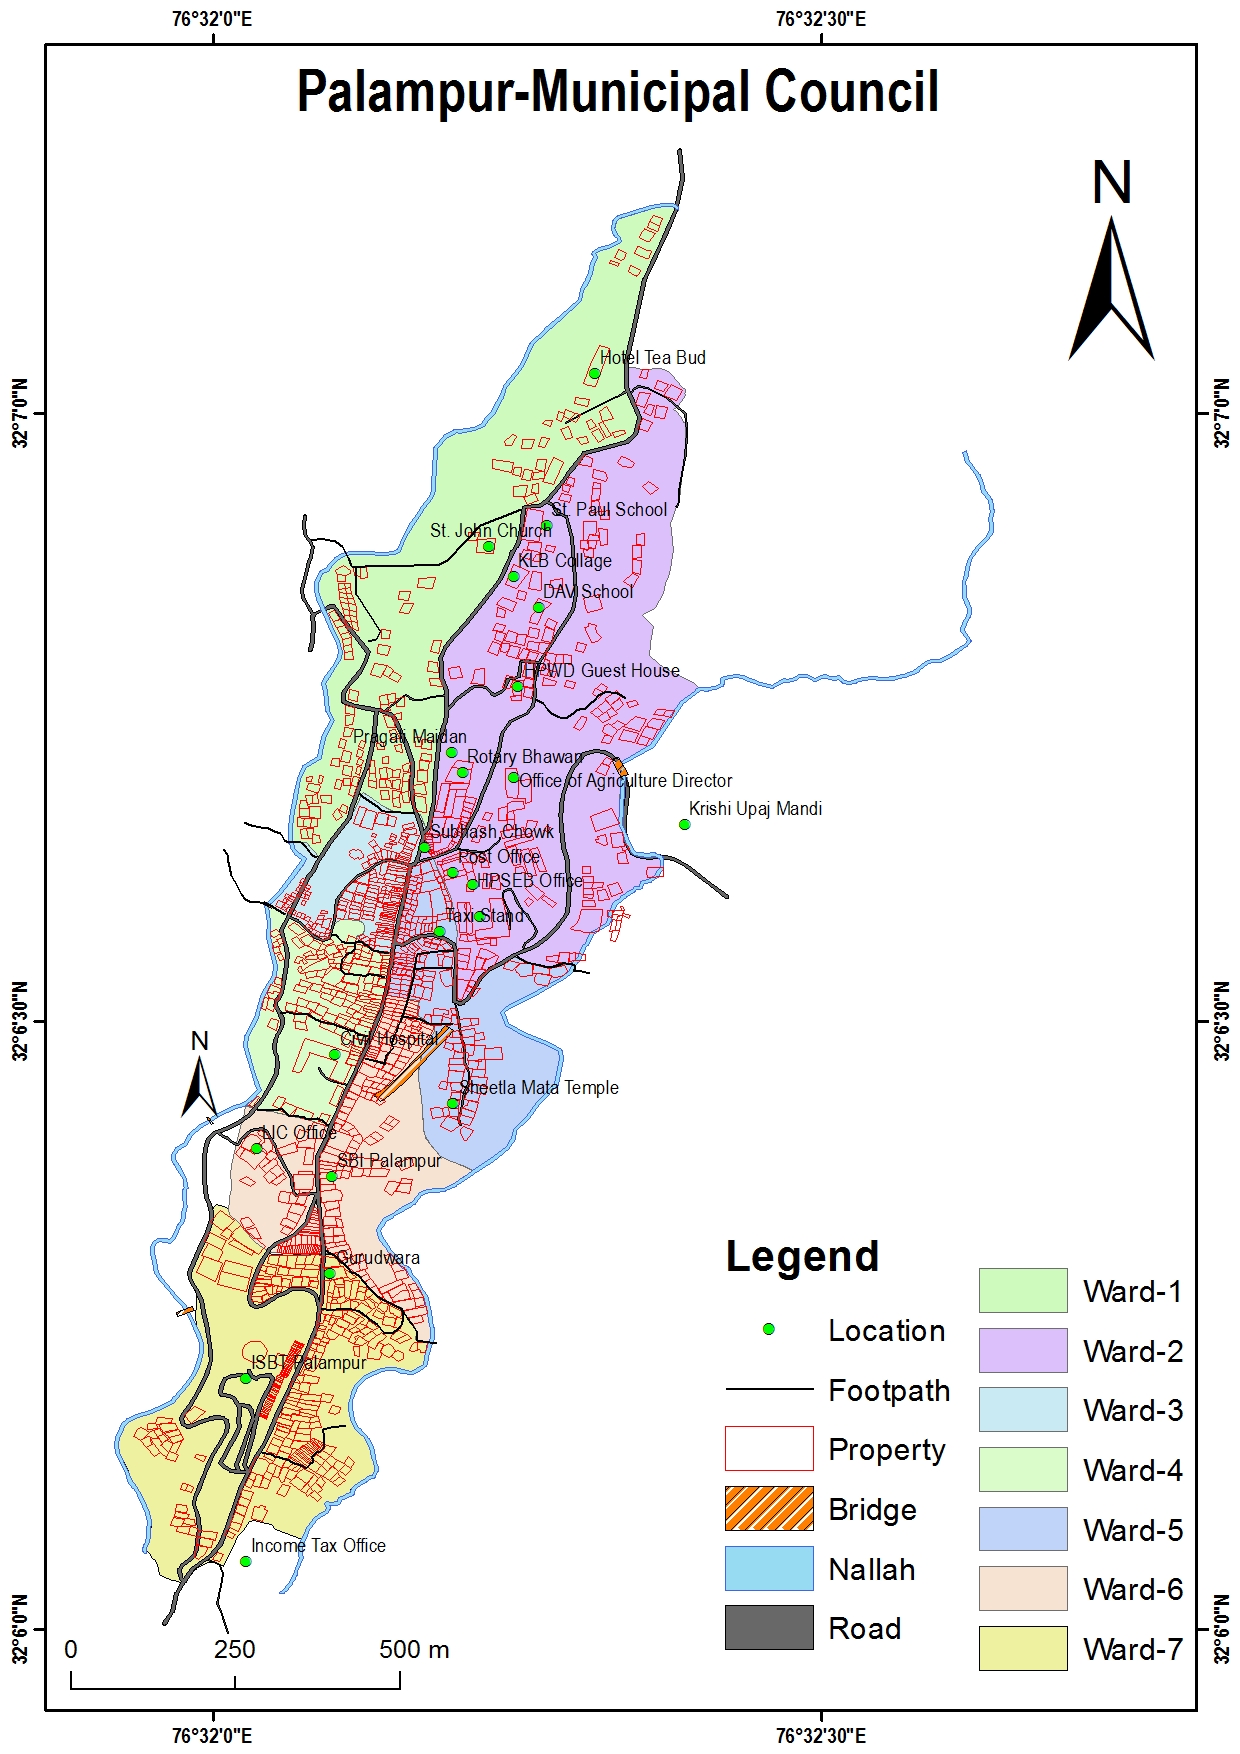 76°32'0"E
76°32'30"E
Palampur-Municipal Council
N
Hotel Tea Bud
32°7'0"N
32°7'0"N
St. Paul School
St. John Church
KLB Collage
DAV School
HPWD Guest House
Pragati Maidan
Rotary Bhawan
Office of Agriculture Director
Krishi Upaj Mandi
Subhash Chowk
Post Office
HPSEB Office
Taxi Stand
32°6'30"N
32°6'30"N
N
Civil Hospital
Sheetla Mata Temple
LIC Office
SBI Palampur
Gurudwara
ISBT Palampur
Income Tax Office
Legend
Location
Footpath
Property
Bridge
Nallah
Road
Ward-1
Ward-2
Ward-3
Ward-4
Ward-5
Ward-6
Ward-7
32°6'0"N
32°6'0"N
0 250 500 m
76°32'0"E
76°32'30"E